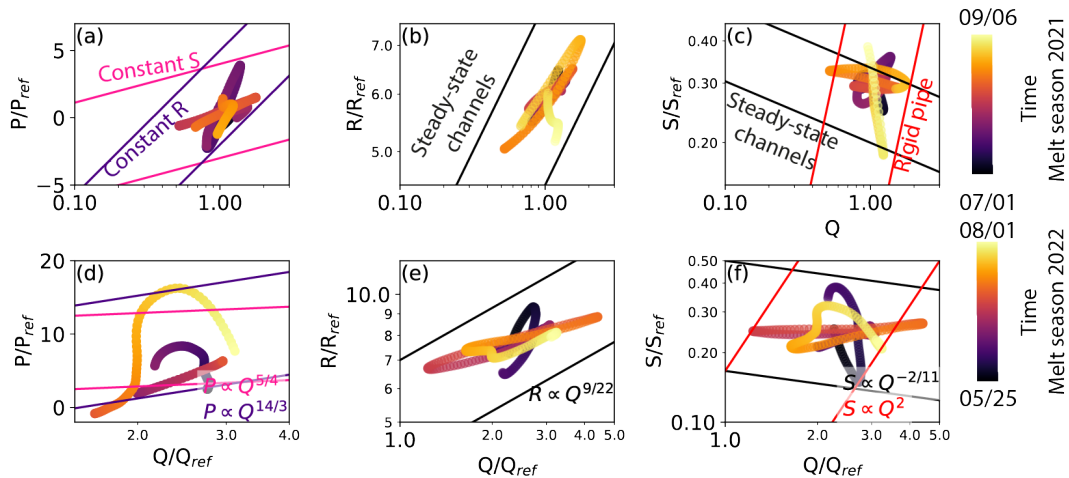 (a)
P/P_ref
5
0
−5
0.10
1.00
Constant S
Constant R
(b)
R/R_ref
7.0
6.0
5.0
0.10
1.00
Steady-state
channels
(c)
S/S_ref
0.40
0.30
0.20
0.10
1.00
Q
Steady-state
channels
Rigid pipe
09/06
07/01
Time
Melt season 2021
(d)
P/P_ref
20
10
0
2.0
3.0
4.0
Q/Q_ref
P ∝ Q^5/4
P ∝ Q^14/3
(e)
R/R_ref
10.0
9
8
7
6
5
1.0
2.0
3.0
4.0
5.0
Q/Q_ref
R ∝ Q^9/22
(f)
S/S_ref
0.50
0.40
0.30
0.20
0.10
1.0
2.0
3.0
4.0
5.0
Q/Q_ref
S ∝ Q^−2/11
S ∝ Q^2
08/01
05/25
Time
Melt season 2022